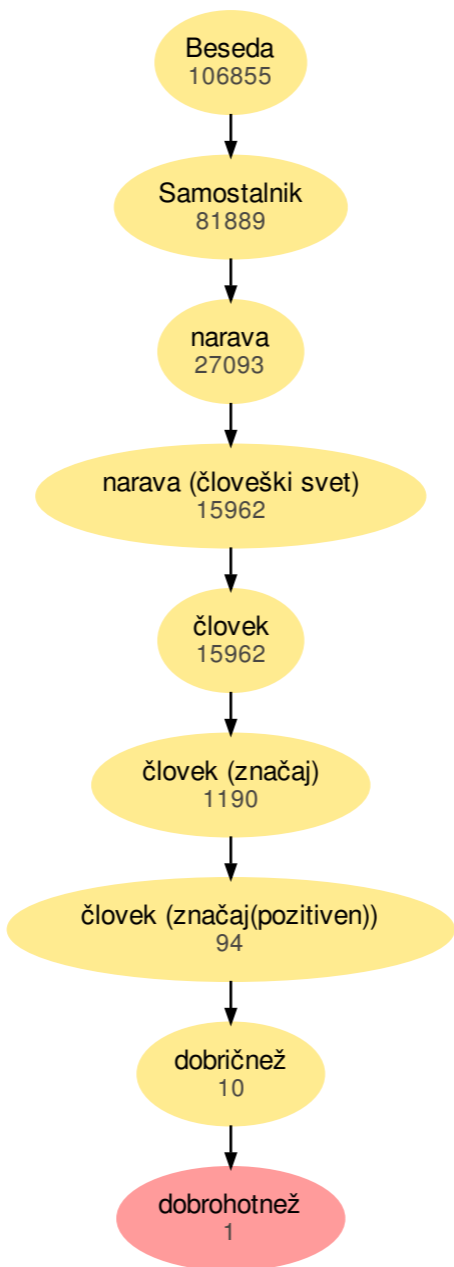 Beseda
106855
Samostalnik
81889
narava
27093
narava (človeški svet)
15962
človek
15962
človek (značaj)
1190
človek (značaj(pozitiven))
94
dobričnež
10
dobrohotnež
1